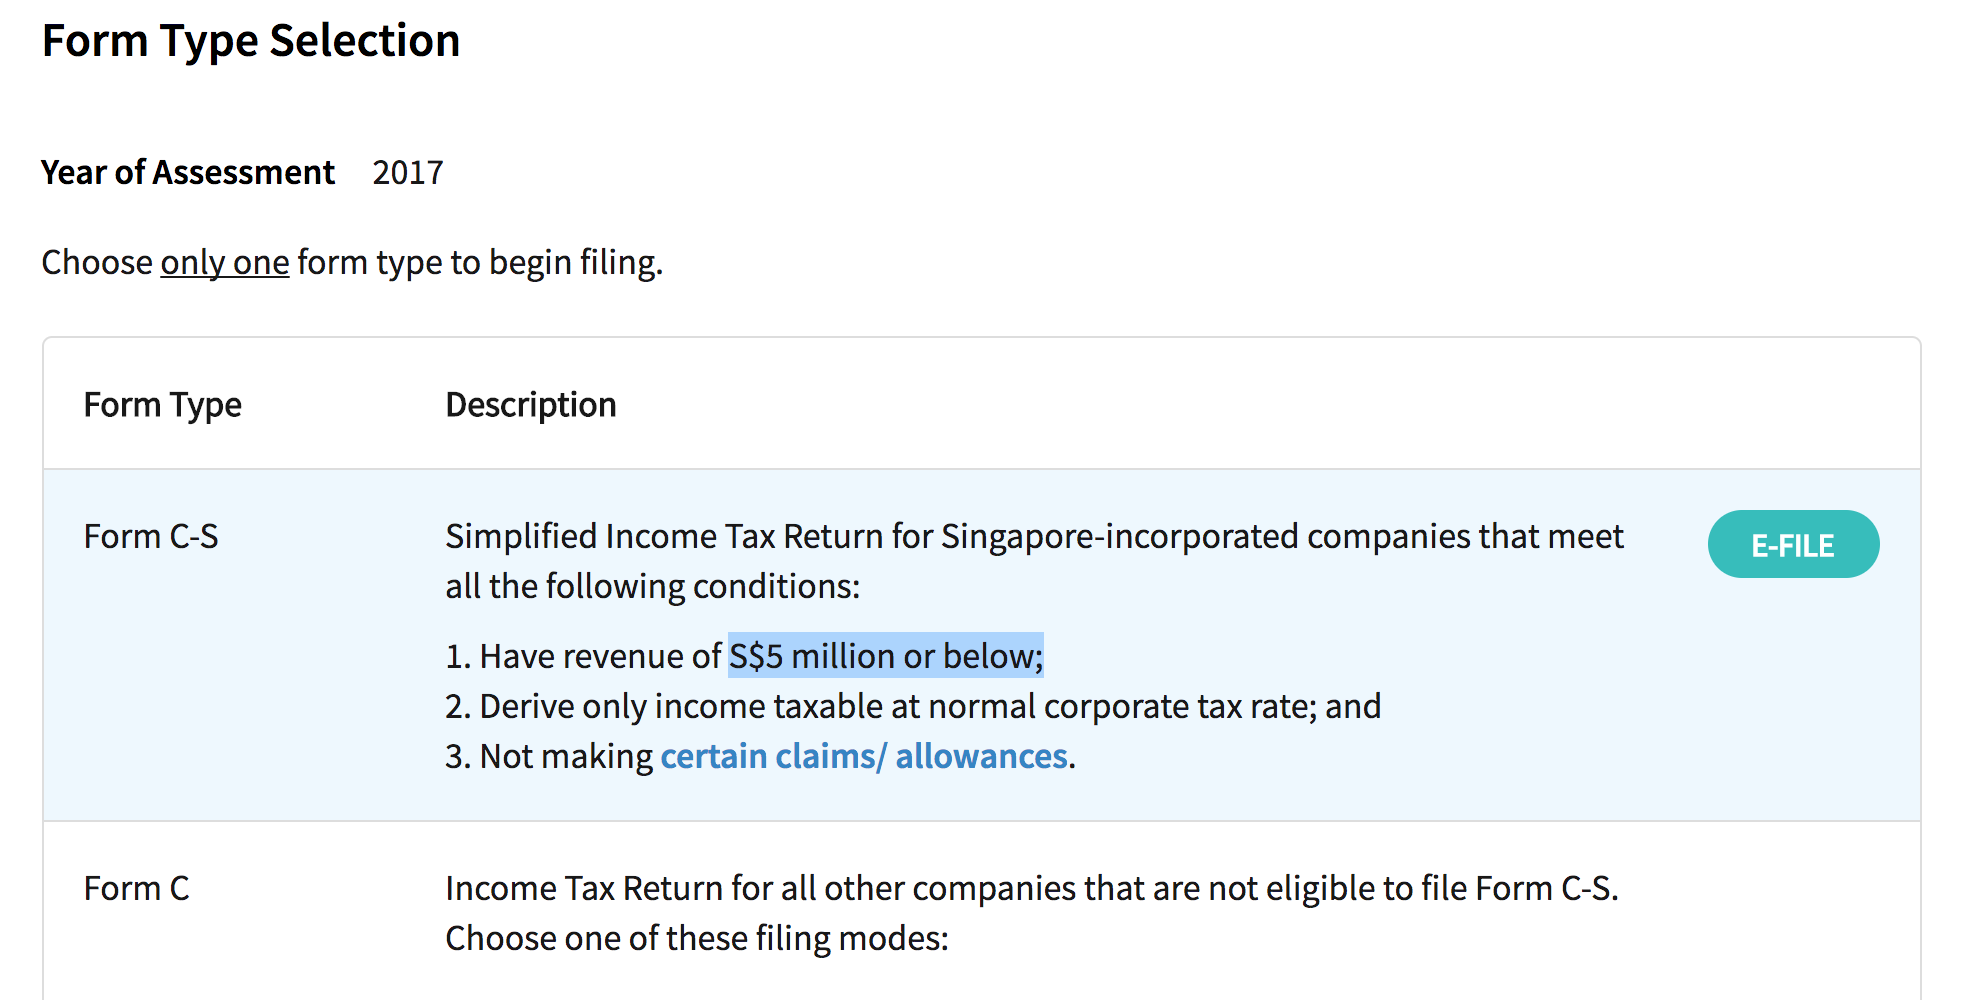 Form Type Selection
Year of Assessment 2017
Choose only one form type to begin filing.
Form Type Description
Form C-S Simplified Income Tax Return for Singapore-incorporated companies that meet E-FILE
all the following conditions:
1. Have revenue of S$5 million or below;
2. Derive only income taxable at normal corporate tax rate; and
3. Not making certain claims/ allowances.
Form C Income Tax Return for all other companies that are not eligible to file Form C-S.
Choose one of these filing modes: